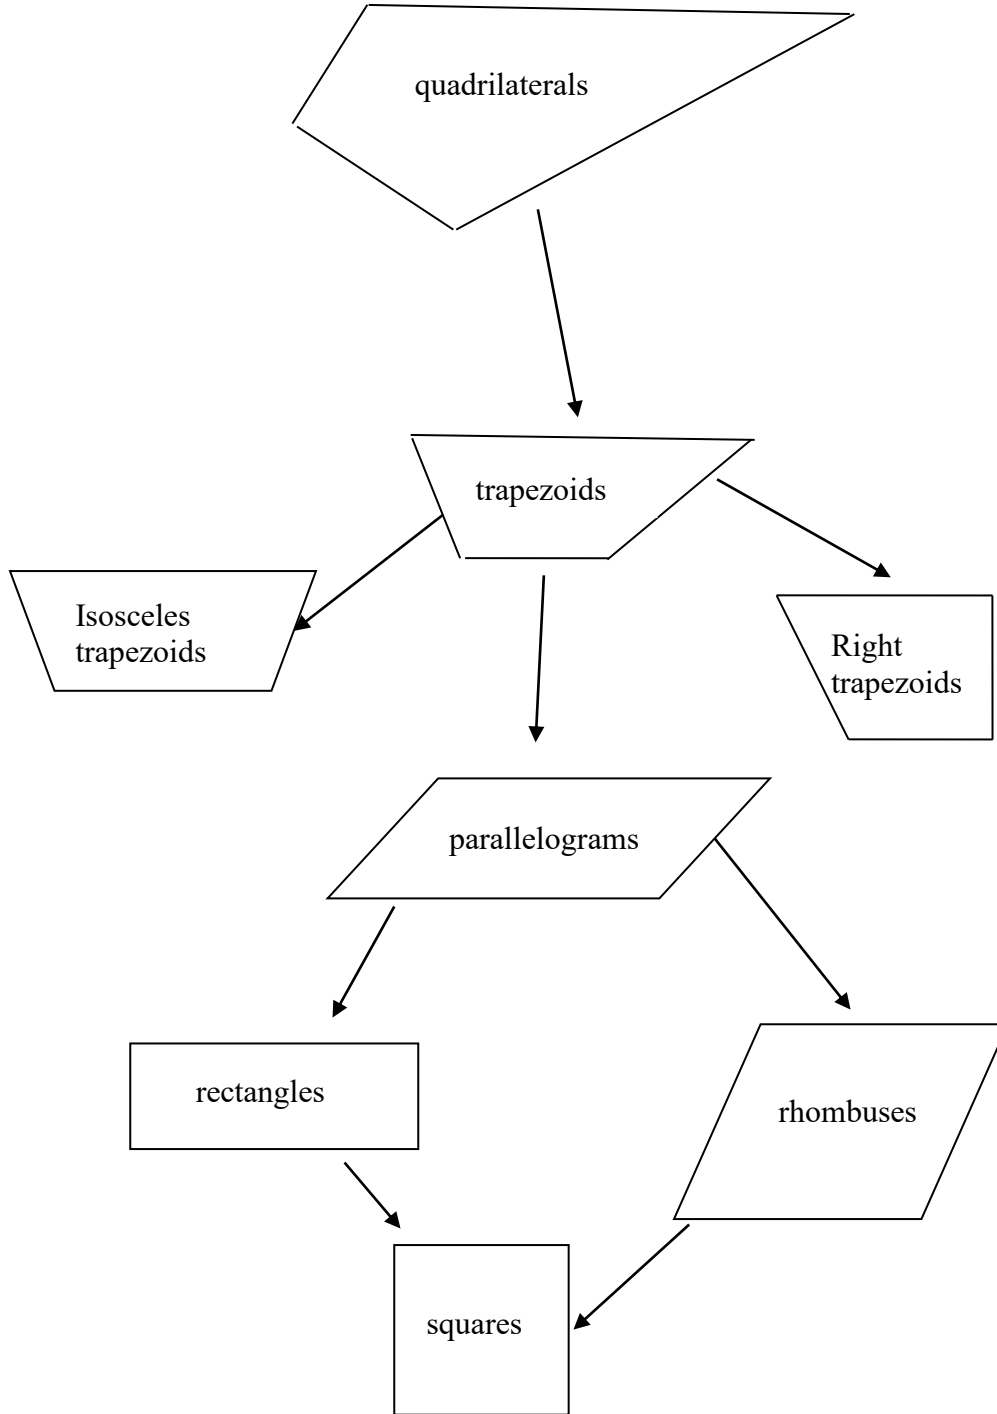 quadrilaterals
trapezoids
Isosceles
trapezoids
Right
trapezoids
parallelograms
rectangles
rhombuses
squares